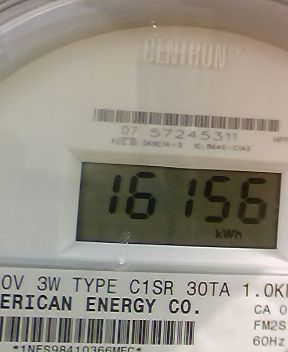 CENTRON
07 57245311
16156
kWh
0V 3W TYPE C1SR 30TA 1.0K
ERICAN ENERGY CO.
CA 0
FM2S
60Hz
*1NES98410366MEC*